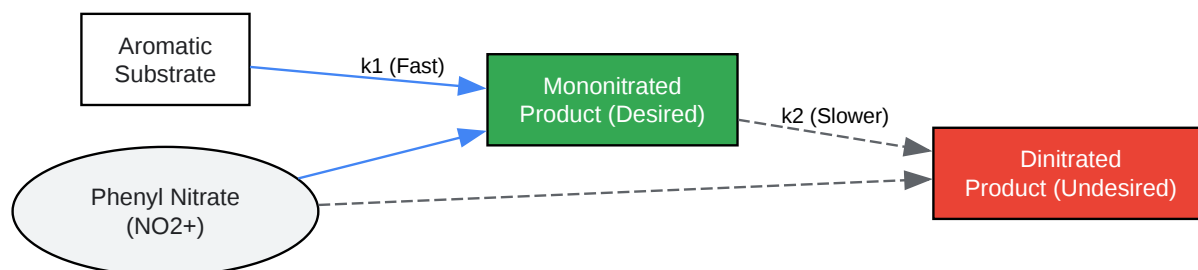 Aromatic
Substrate
k1 (Fast)
Mononitrated
Product (Desired)
k2 (Slower)
Dinitrated
Product (Undesired)
Phenyl Nitrate
(NO2+)